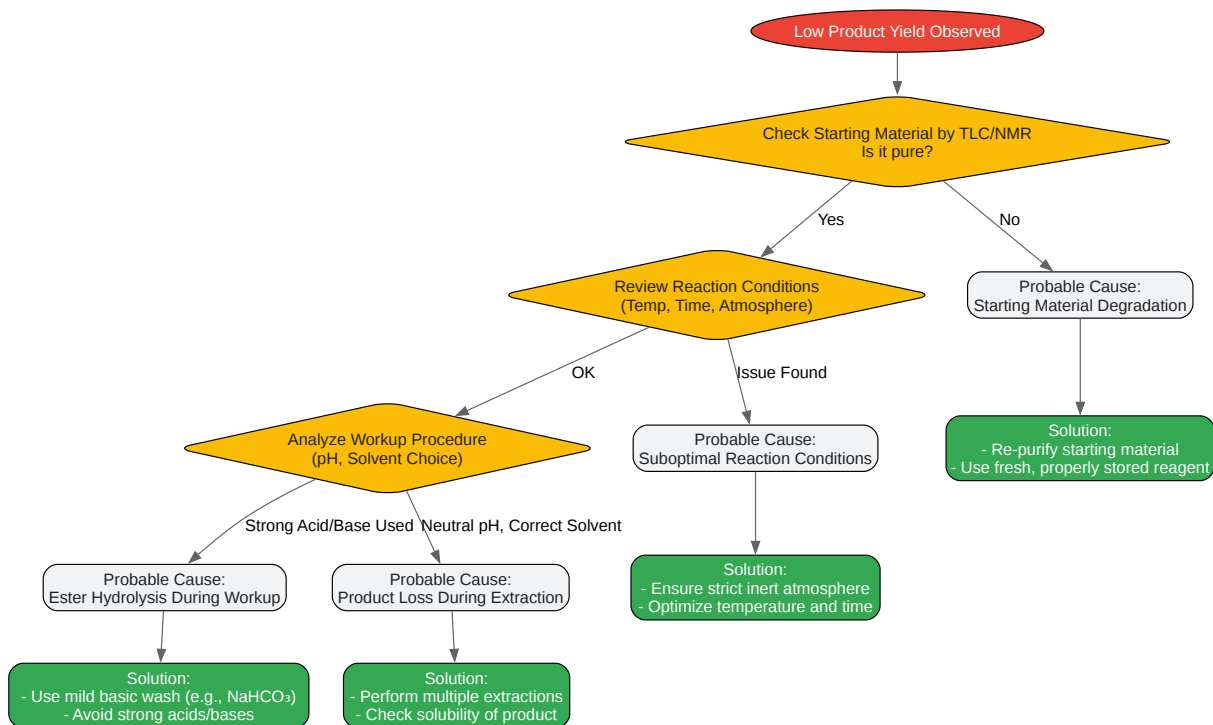 Low Product Yield Observed
Check Starting Material by TLC/NMR
Is it pure?
Yes
No
Review Reaction Conditions
(Temp, Time, Atmosphere)
Probable Cause:
Starting Material Degradation
OK
Issue Found
Analyze Workup Procedure
(pH, Solvent Choice)
Probable Cause:
Suboptimal Reaction Conditions
Solution:
- Re-purify starting material
- Use fresh, properly stored reagent
Strong Acid/Base Used
Neutral pH, Correct Solvent
Probable Cause:
Ester Hydrolysis During Workup
Probable Cause:
Product Loss During Extraction
Solution:
- Ensure strict inert atmosphere
- Optimize temperature and time
Solution:
- Use mild basic wash (e.g., NaHCO₃)
- Avoid strong acids/bases
Solution:
- Perform multiple extractions
- Check solubility of product